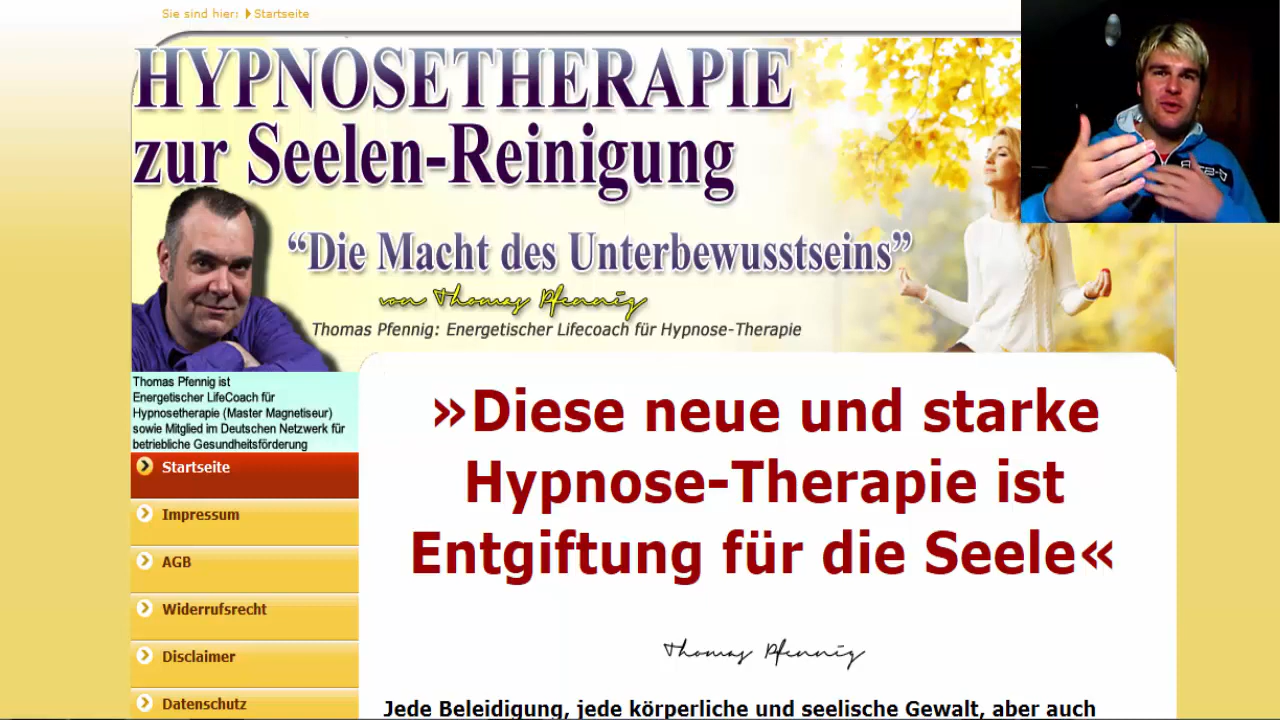 Sie sind hier: Startseite
HYPNOSETHERAPIE
zur Seelen-Reinigung
“Die Macht des Unterbewusstseins”
von Thomas Pfennig
Thomas Pfennig: Energetischer Lifecoach für Hypnose-Therapie
Thomas Pfennig ist
Energetischer LifeCoach für
Hypnosetherapie (Master Magnetiseur)
sowie Mitglied im Deutschen Netzwerk für
betriebliche Gesundheitsförderung
Startseite
Impressum
AGB
Widerrufsrecht
Disclaimer
Datenschutz
»Diese neue und starke
Hypnose-Therapie ist
Entgiftung für die Seele«
Thomas Pfennig
Jede Beleidigung, jede körperliche und seelische Gewalt, aber auch